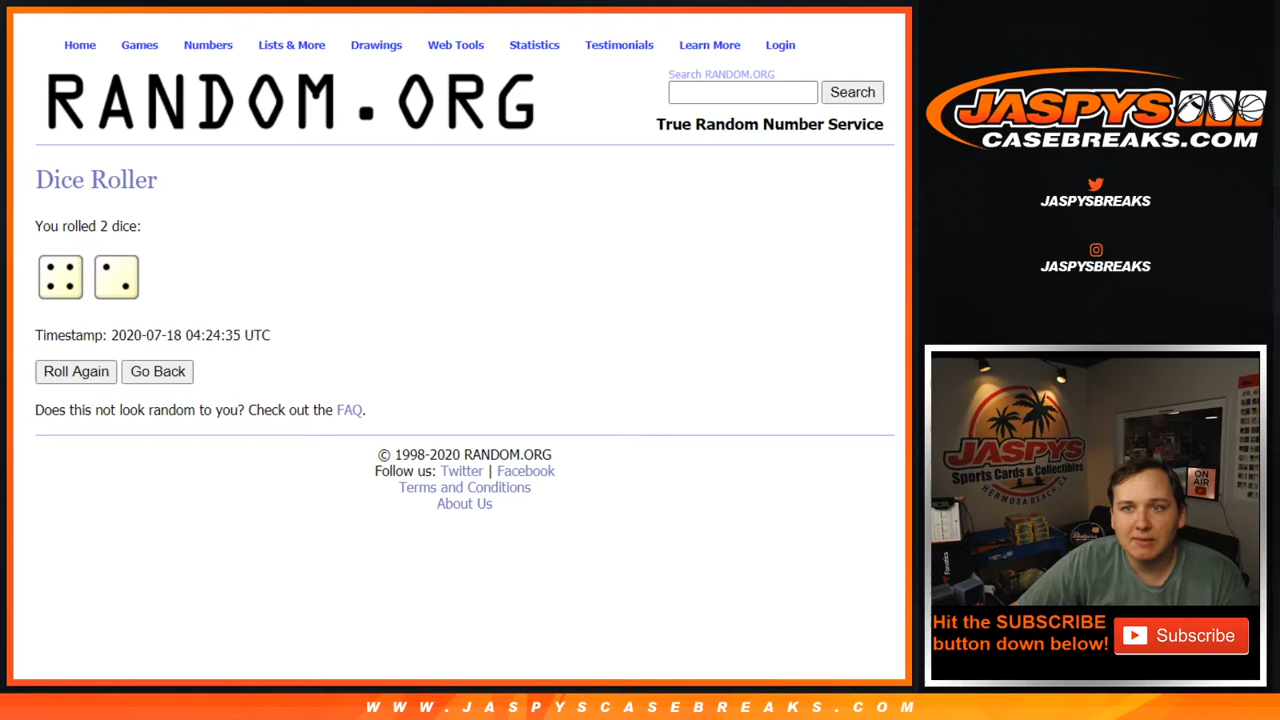 Home Games Numbers Lists & More Drawings Web Tools Statistics Testimonials Learn More Login
RANDOM.ORG
Search RANDOM.ORG
Search
True Random Number Service
Dice Roller
You rolled 2 dice:
Timestamp: 2020-07-18 04:24:35 UTC
Roll Again Go Back
Does this not look random to you? Check out the FAQ.
© 1998-2020 RANDOM.ORG
Follow us: Twitter | Facebook
Terms and Conditions
About Us
JASPYS
CASEBREAKS.COM
JASPYSBREAKS
JASPYSBREAKS
JASPYS
Sports Cards & Collectibles
HERMOSA BEACH, CA
ON
AIR
Dodgers
Fanatics
Hit the SUBSCRIBE
button down below!
Subscribe
WWW.JASPYSCASEBREAKS.COM